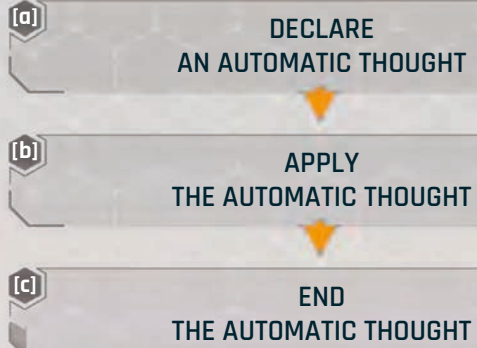 [a]
DECLARE
AN AUTOMATIC THOUGHT
[b]
APPLY
THE AUTOMATIC THOUGHT
[c]
END
THE AUTOMATIC THOUGHT